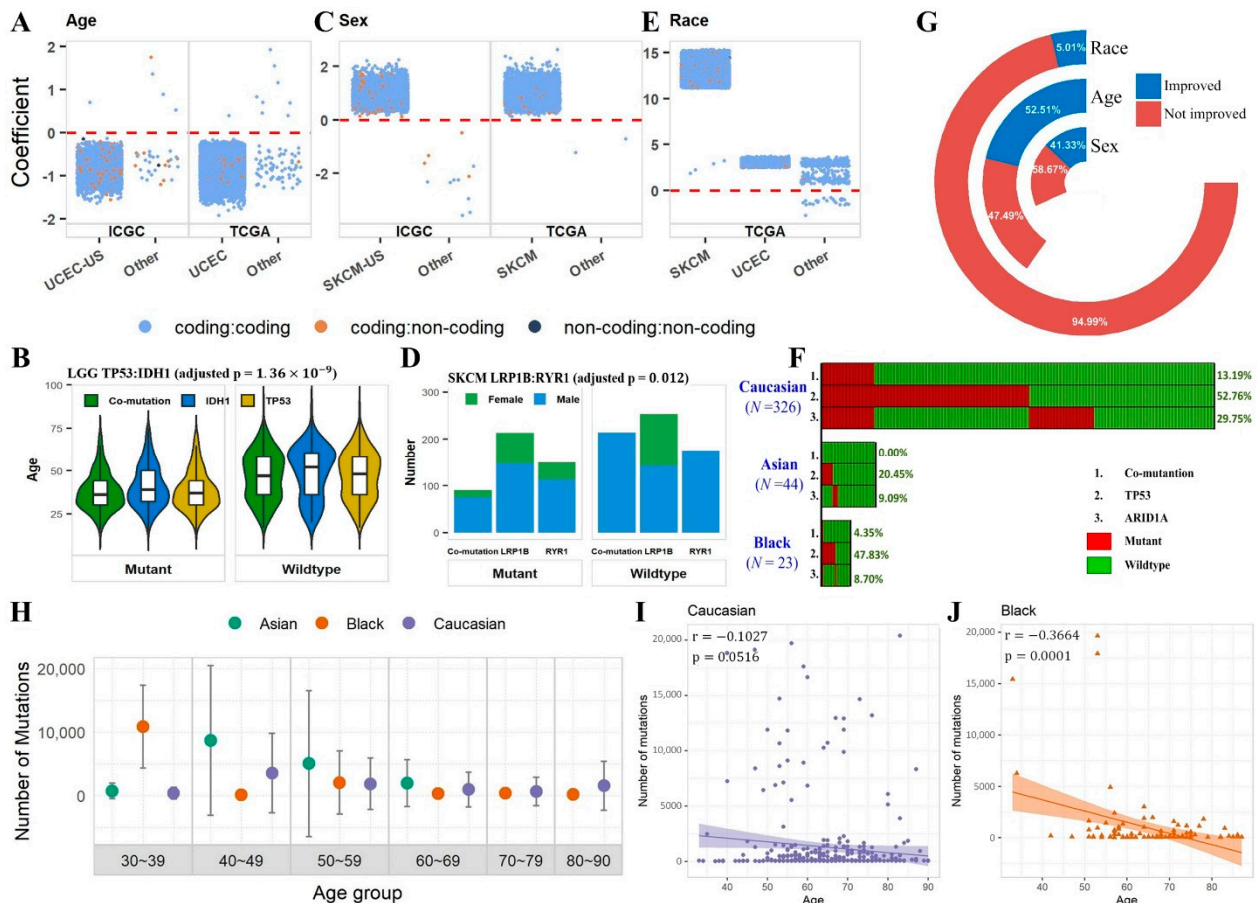 A Age
Coefficient
2
1
0
-1
-2
ICGC TCGA
UCEC-US Other UCEC Other
C Sex
2
0
-2
ICGC TCGA
SKCM-US Other SKCM Other
E Race
15
10
5
0
TCGA
SKCM UCEC Other
coding:coding coding:non-coding non-coding:non-coding
G
5.01% Race
Age
52.51%
Sex
41.33%
58.67%
47.49%
94.99%
Improved
Not improved
B
LGG TP53:IDH1 (adjusted p = 1.36 × 10⁻⁹)
Co-mutation IDH1 TP53
Age
100
75
50
25
Mutant Wildtype
D
SKCM LRP1B:RYR1 (adjusted p = 0.012)
Female Male
Number
300
200
100
0
Co-mutation LRP1B RYR1 Co-mutation LRP1B RYR1
Mutant Wildtype
F
Caucasian
(N =326)
1. 13.19%
2. 52.76%
3. 29.75%
Asian
(N =44)
1. 0.00%
2. 20.45%
3. 9.09%
Black
(N = 23)
1. 4.35%
2. 47.83%
3. 8.70%
1. Co-mutantion
2. TP53
3. ARID1A
Mutant
Wildtype
H
Asian Black Caucasian
Number of Mutations
20,000
10,000
0
30~39 40~49 50~59 60~69 70~79 80~90
Age group
I Caucasian
r = −0.1027
p = 0.0516
Number of mutations
20,000
15,000
10,000
5000
0
40 50 60 70 80 90
Age
J Black
r = −0.3664
p = 0.0001
Number of mutations
20,000
15,000
10,000
5000
0
40 50 60 70 80
Age